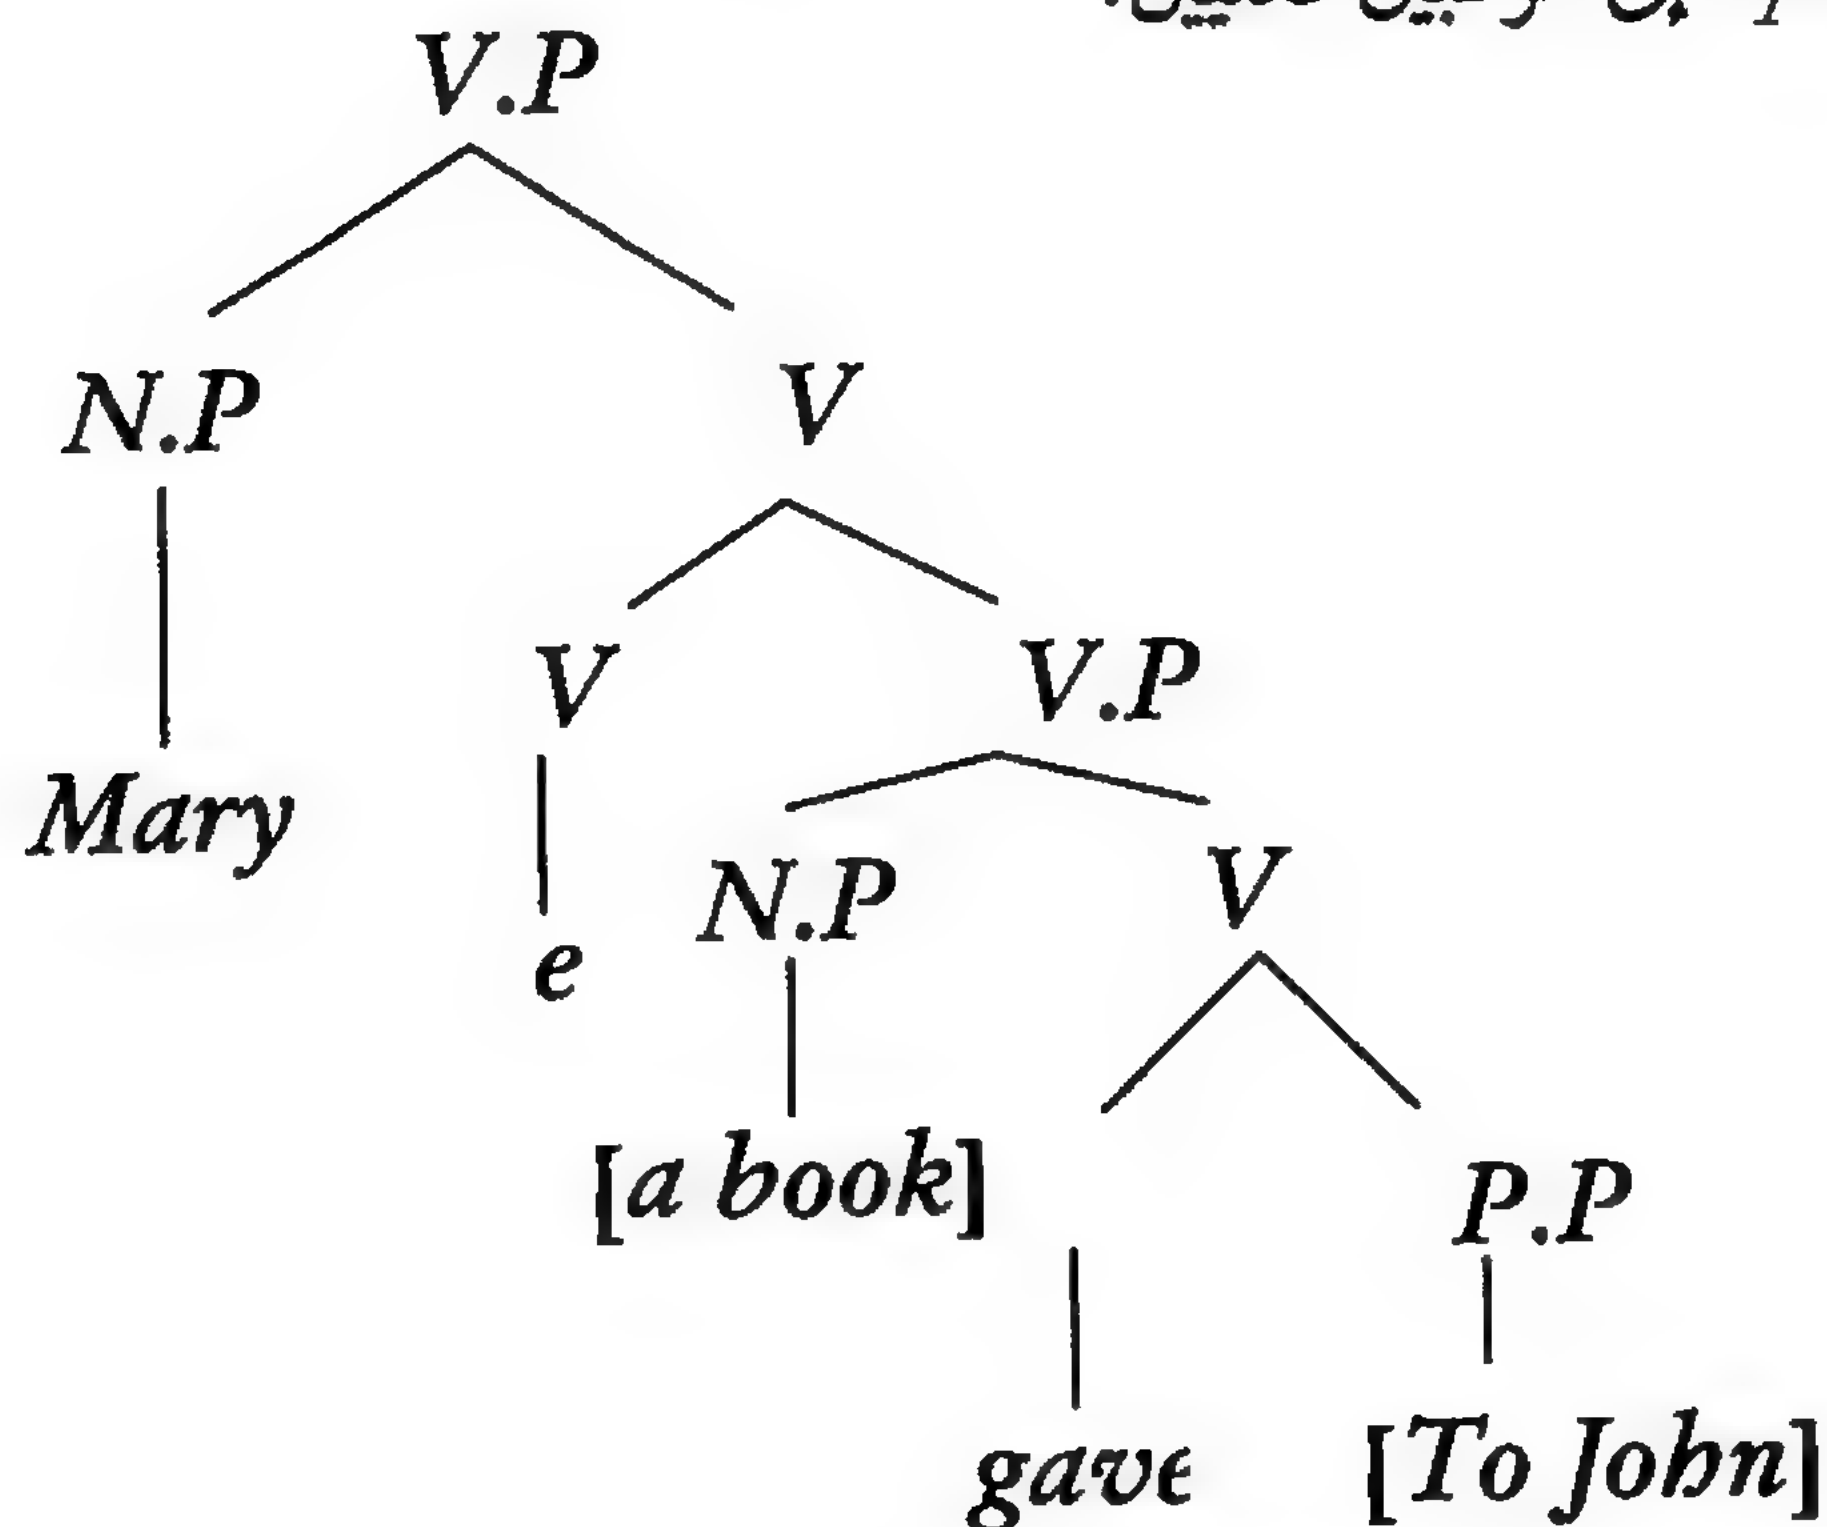 V.P
N.P V
V V.P
Mary N.P V
e
[a book] P.P
gave [To John]